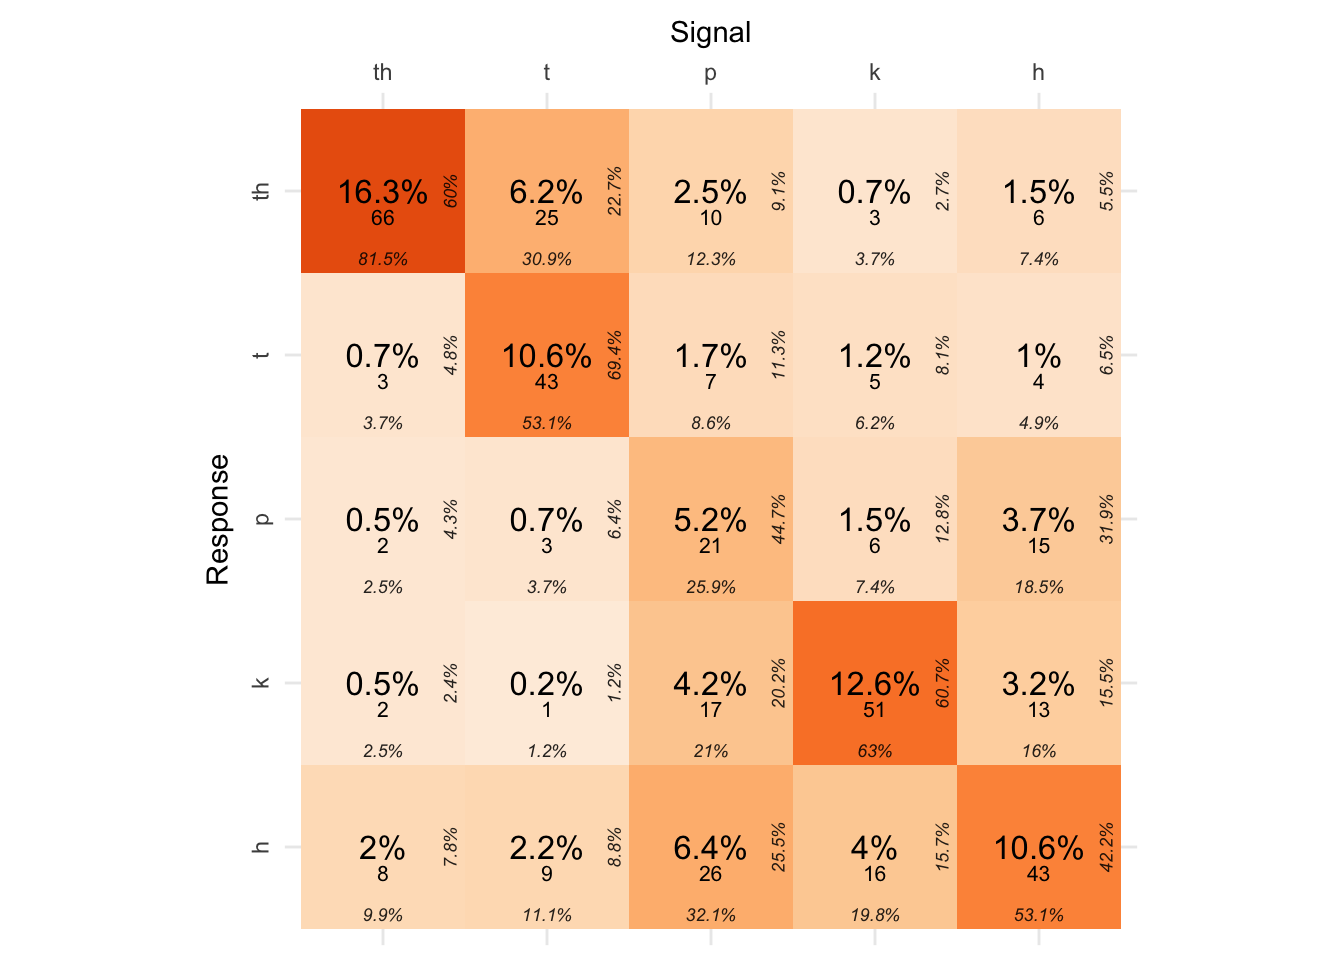 Signal
th t p k h
Response
th
16.3% 60% 6.2% 22.7% 2.5% 9.1% 0.7% 2.7% 1.5% 5.5%
66 25 10 3 6
81.5% 30.9% 12.3% 3.7% 7.4%
t
0.7% 4.8% 10.6% 69.4% 1.7% 11.3% 1.2% 8.1% 1% 6.5%
3 43 7 5 4
3.7% 53.1% 8.6% 6.2% 4.9%
p
0.5% 4.3% 0.7% 6.4% 5.2% 44.7% 1.5% 12.8% 3.7% 31.9%
2 3 21 6 15
2.5% 3.7% 25.9% 7.4% 18.5%
k
0.5% 2.4% 0.2% 1.2% 4.2% 20.2% 12.6% 60.7% 3.2% 15.5%
2 1 17 51 13
2.5% 1.2% 21% 63% 16%
h
2% 7.8% 2.2% 8.8% 6.4% 25.5% 4% 15.7% 10.6% 42.2%
8 9 26 16 43
9.9% 11.1% 32.1% 19.8% 53.1%